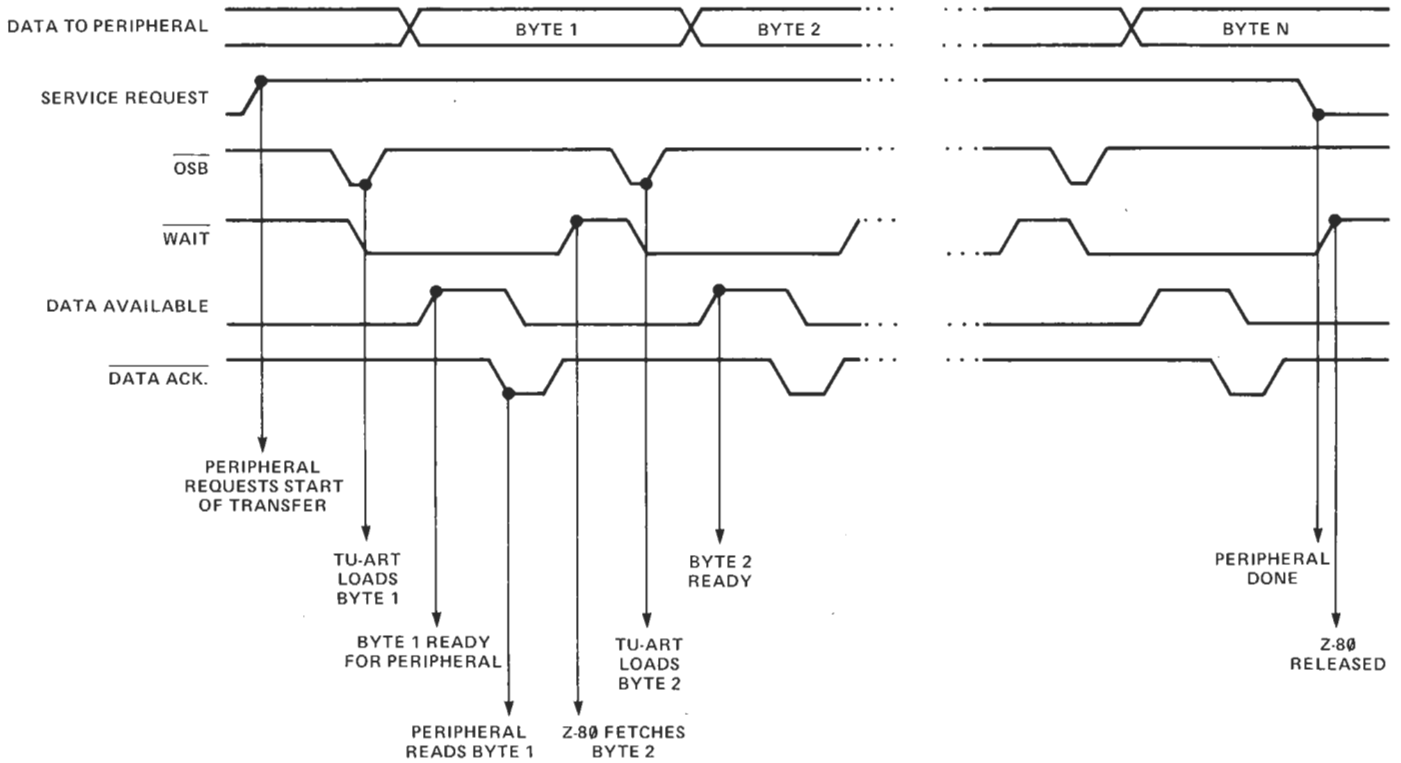 DATA TO PERIPHERAL
BYTE 1
BYTE 2
BYTE N
SERVICE REQUEST
OSB
WAIT
DATA AVAILABLE
DATA ACK.
PERIPHERAL
REQUESTS START
OF TRANSFER
TU-ART
LOADS
BYTE 1
BYTE 2
READY
PERIPHERAL
DONE
BYTE 1 READY
FOR PERIPHERAL
TU-ART
LOADS
BYTE 2
Z-80
RELEASED
PERIPHERAL
READS BYTE 1
Z-80 FETCHES
BYTE 2